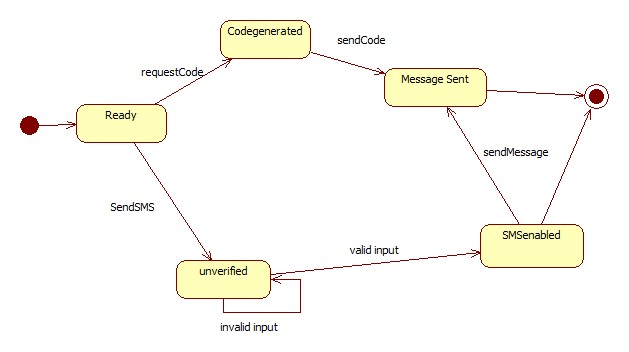 Codegenerated
sendCode
requestCode
Message Sent
Ready
sendMessage
SendSMS
SMSenabled
valid input
unverified
invalid input